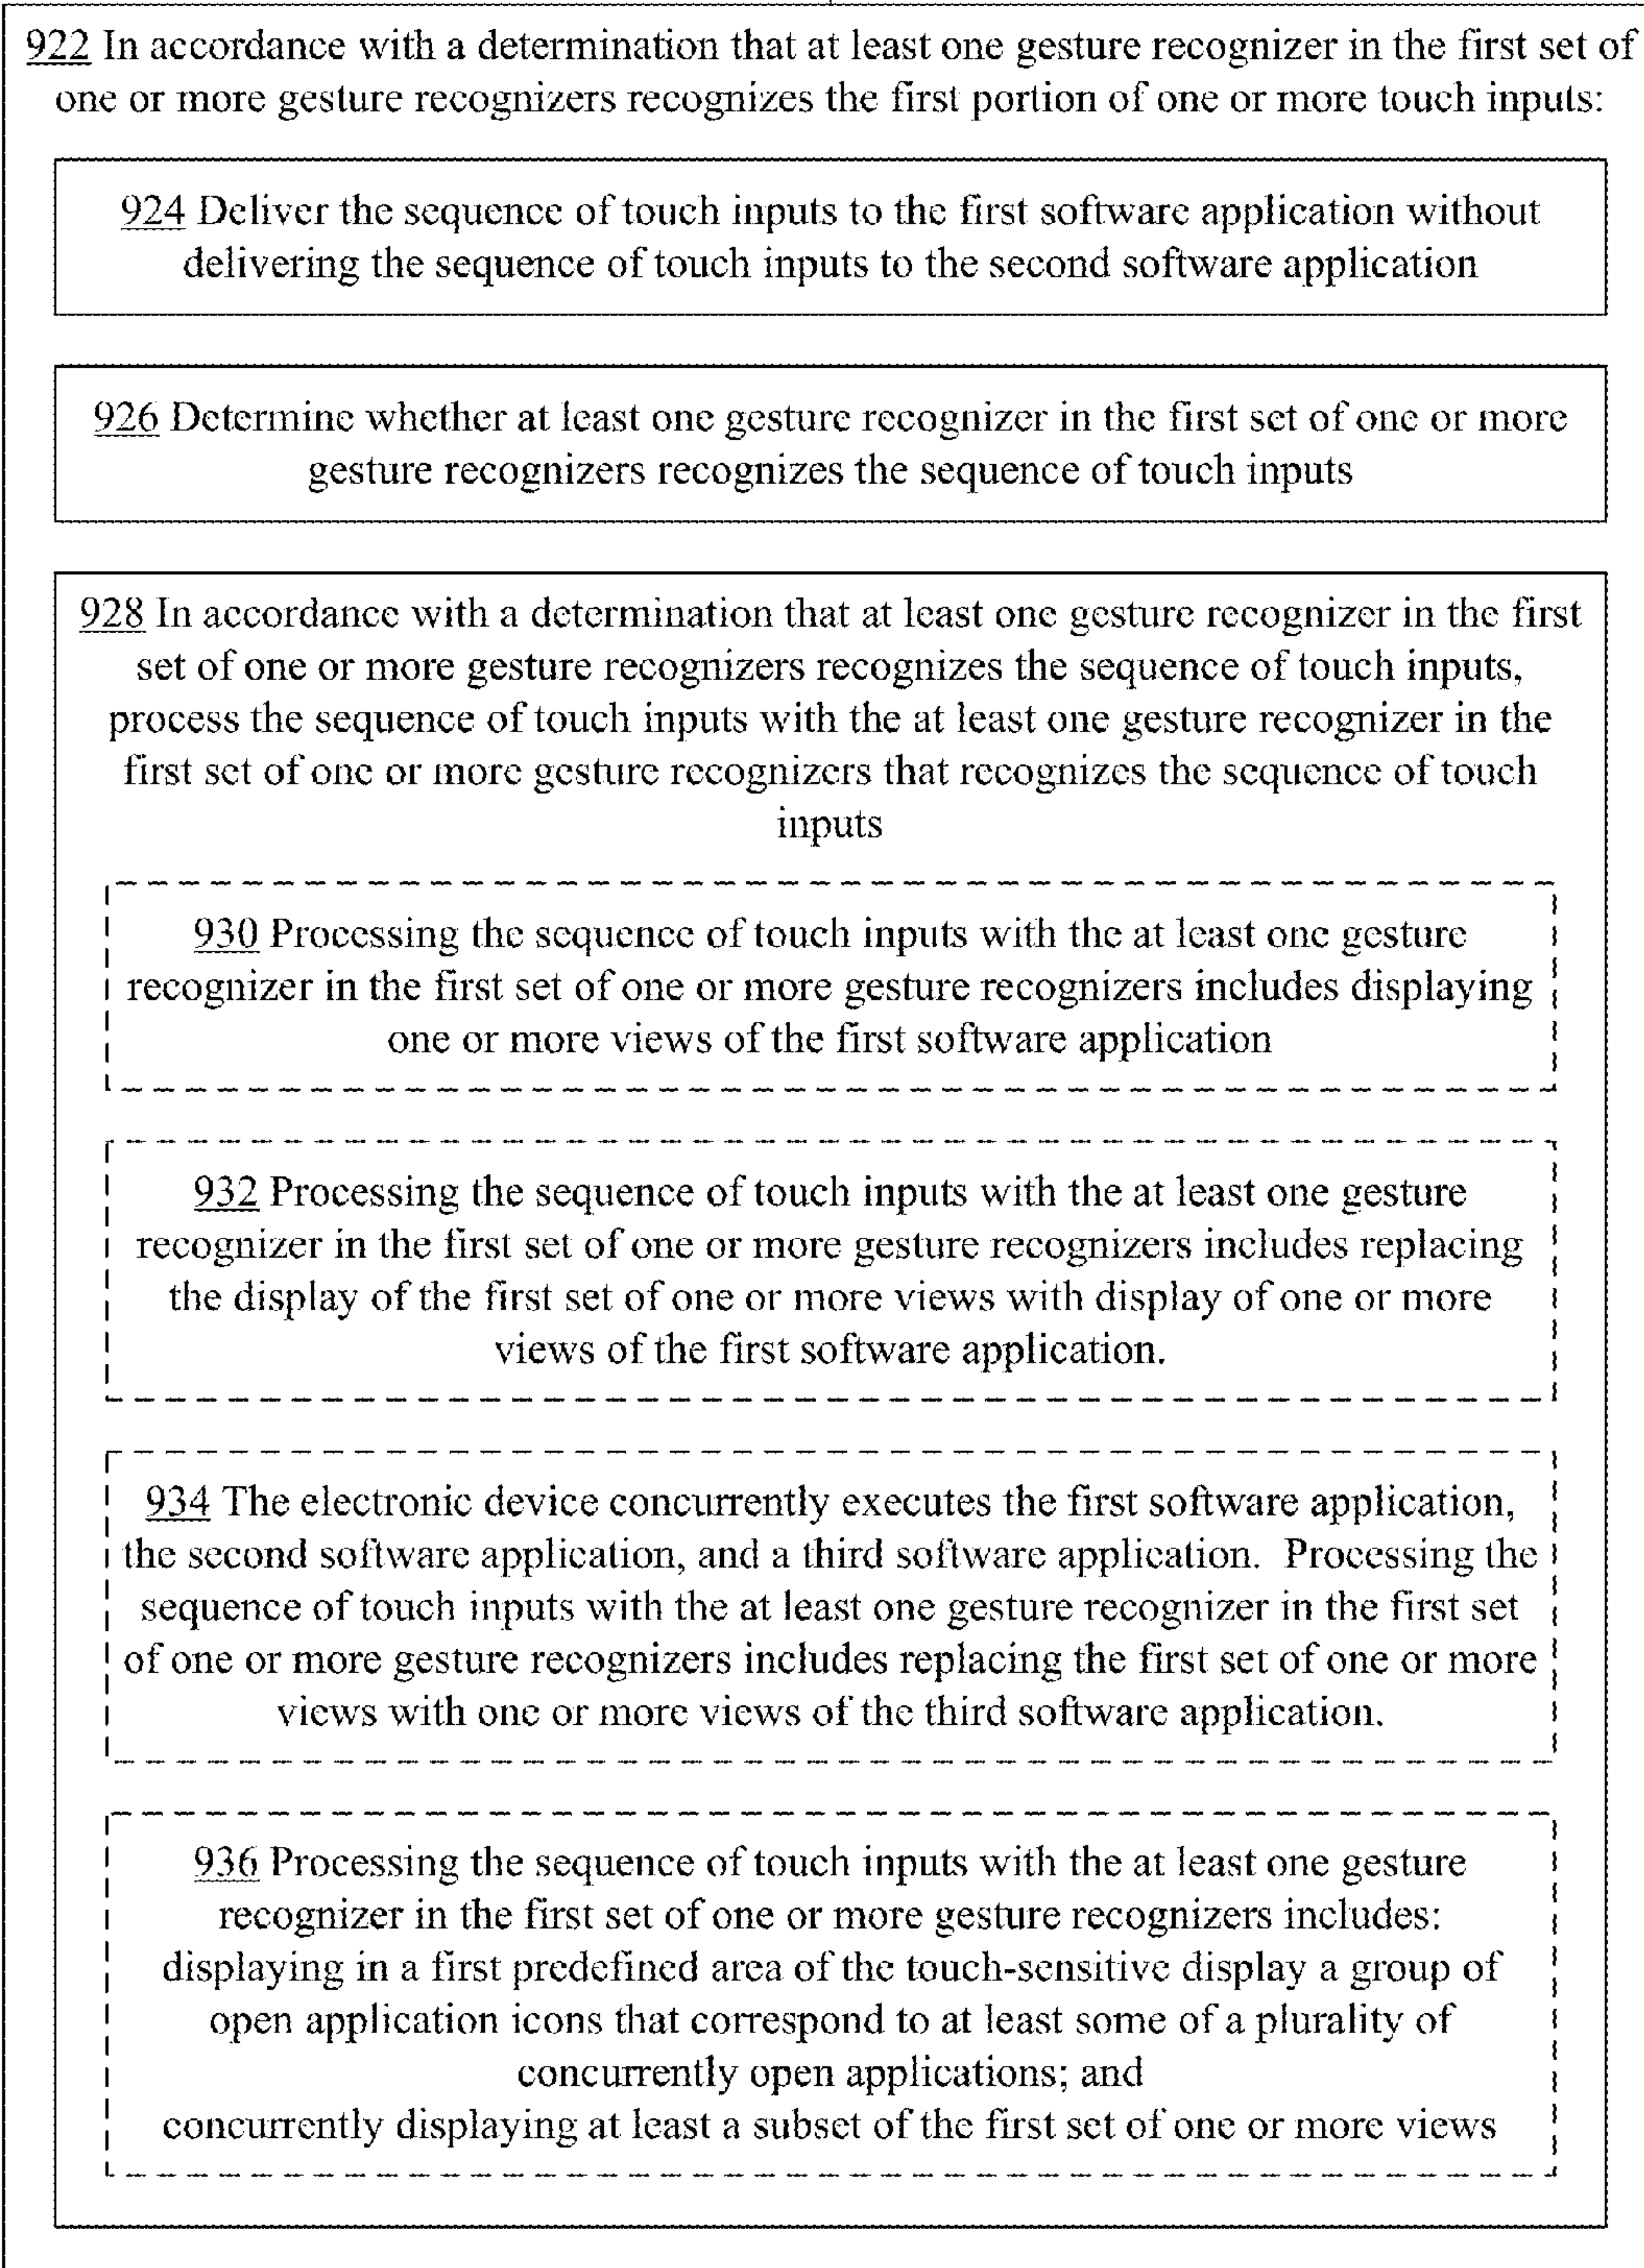 922 In accordance with a determination that at least one gesture recognizer in the first set of
one or more gesture recognizers recognizes the first portion of one or more touch inputs:
924 Deliver the sequence of touch inputs to the first software application without
delivering the sequence of touch inputs to the second software application
926 Determine whether at least one gesture recognizer in the first set of one or more
gesture recognizers recognizes the sequence of touch inputs
928 In accordance with a determination that at least one gesture recognizer in the first
set of one or more gesture recognizers recognizes the sequence of touch inputs,
process the sequence of touch inputs with the at least one gesture recognizer in the
first set of one or more gesture recognizers that recognizes the sequence of touch
inputs
930 Processing the sequence of touch inputs with the at least one gesture
recognizer in the first set of one or more gesture recognizers includes displaying
one or more views of the first software application
932 Processing the sequence of touch inputs with the at least one gesture
recognizer in the first set of one or more gesture recognizers includes replacing
the display of the first set of one or more views with display of one or more
views of the first software application.
934 The electronic device concurrently executes the first software application,
the second software application, and a third software application. Processing the
sequence of touch inputs with the at least one gesture recognizer in the first set
of one or more gesture recognizers includes replacing the first set of one or more
views with one or more views of the third software application.
936 Processing the sequence of touch inputs with the at least one gesture
recognizer in the first set of one or more gesture recognizers includes:
displaying in a first predefined area of the touch-sensitive display a group of
open application icons that correspond to at least some of a plurality of
concurrently open applications; and
concurrently displaying at least a subset of the first set of one or more views